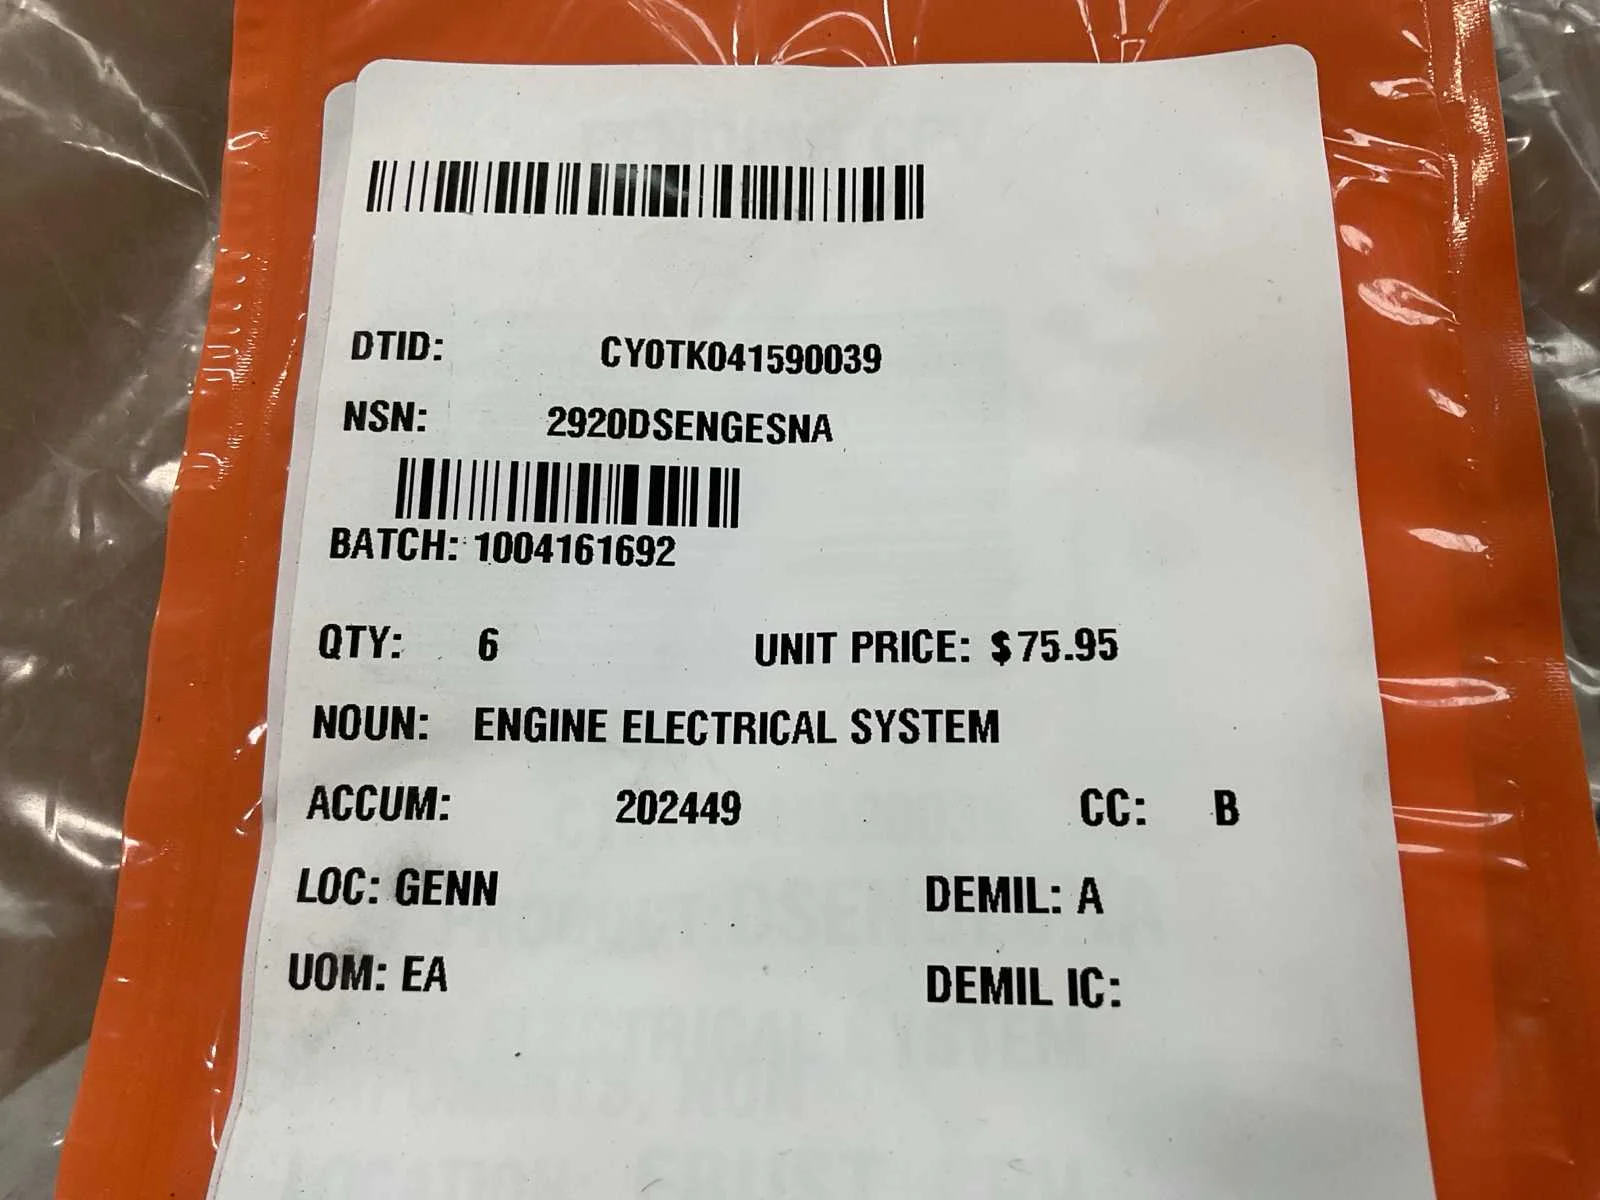 DTID: CY0TK041590039
NSN: 2920DSENGESNA
BATCH: 1004161692
QTY: 6 UNIT PRICE: $75.95
NOUN: ENGINE ELECTRICAL SYSTEM
ACCUM: 202449 CC: B
LOC: GENN DEMIL: A
UOM: EA DEMIL IC: